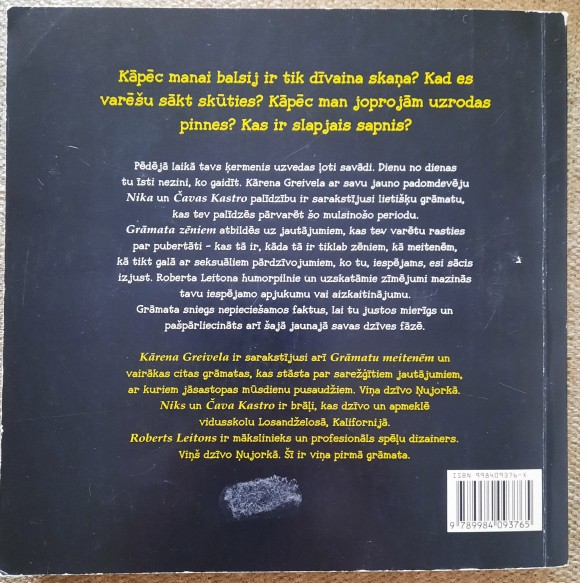 Kāpēc manai balsij ir tik dīvaina skaņa? Kad es
varēšu sākt skūties? Kāpēc man joprojām uzrodas
pinnes? Kas ir slapjais sapnis?
Pēdējā laikā tavs ķermenis uzvedas ļoti savādi. Dienu no dienas
tu īsti nezini, ko gaidīt. Kārena Greivela ar savu jauno padomdevēju
Nika un Čavas Kastro palīdzību ir sarakstījusi lietišķu grāmatu,
kas tev palīdzēs pārvarēt šo mulsinošo periodu.
Grāmata zēniem atbildēs uz jautājumiem, kas tev varētu rasties
par pubertāti - kas tā ir, kāda tā ir tiklab zēniem, kā meitenēm,
kā tikt galā ar seksuāliem pārdzīvojumiem, ko tu, iespējams, esi sācis
izjust. Roberta Leitona humorpilnie un uzskatāmie zīmējumi mazinās
tavu iespējamo apjukumu vai aizkaitinājumu.
Grāmata sniegs nepieciešamos faktus, lai tu justos mierīgs un
pašpārliecināts arī šajā jaunajā savas dzīves fāzē.
Kārena Greivela ir sarakstījusi arī Grāmatu meitenēm un
vairākas citas grāmatas, kas stāsta par sarežģītiem jautājumiem,
ar kuriem jāsastopas mūsdienu pusaudžiem. Viņa dzīvo Ņujorkā.
Niks un Čava Kastro ir brāļi, kas dzīvo un apmeklē
vidusskolu Losandželosā, Kalifornijā.
Roberts Leitons ir mākslinieks un profesionāls spēļu dizainers.
Viņš dzīvo Ņujorkā. Šī ir viņa pirmā grāmata.
ISBN 998409376-X
9 789984 093765